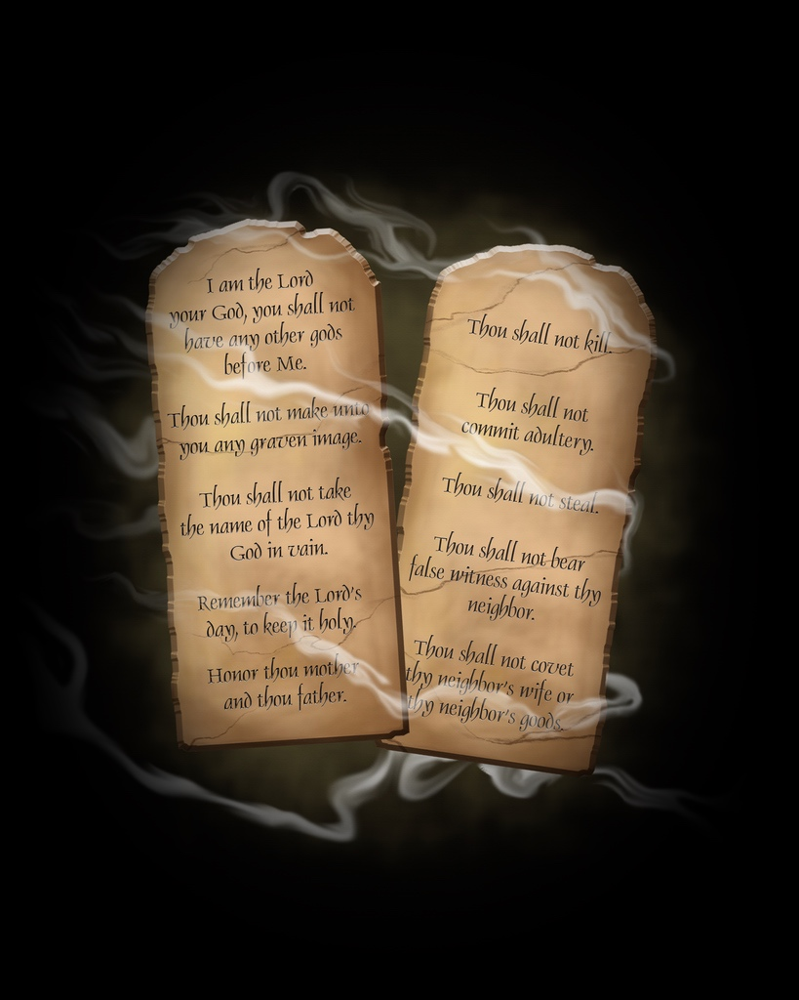 I am the Lord
your God, you shall not
have any other gods
before Me.
Thou shall not make unto
you any graven image.
Thou shall not take
the name of the Lord thy
God in vain.
Remember the Lord's
day, to keep it holy.
Honor thou mother
and thou father.
Thou shall not kill.
Thou shall not
commit adultery.
Thou shall not steal.
Thou shall not bear
false witness against thy
neighbor.
Thou shall not covet
thy neighbor's wife or
thy neighbor's goods.